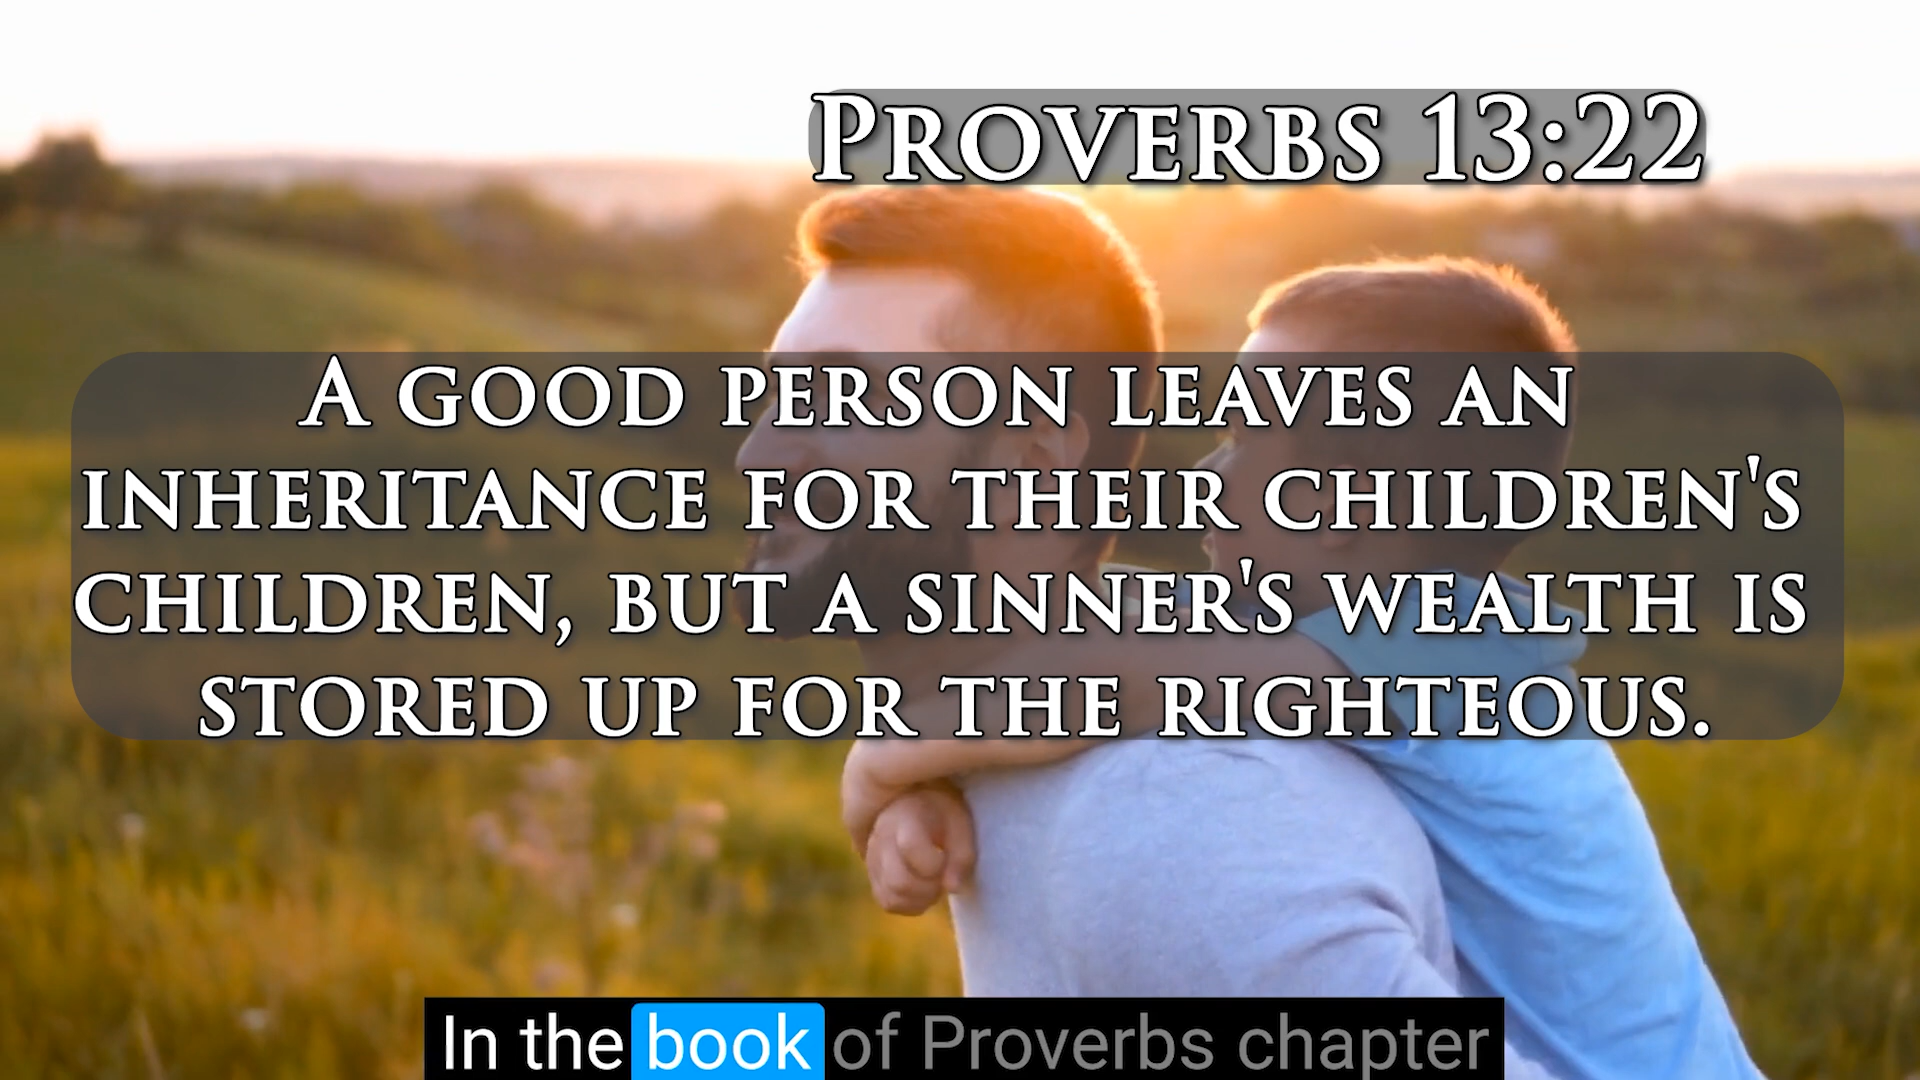 Proverbs 13:22
A good person leaves an
inheritance for their children's
children, but a sinner's wealth is
stored up for the righteous.
In the book of Proverbs chapter